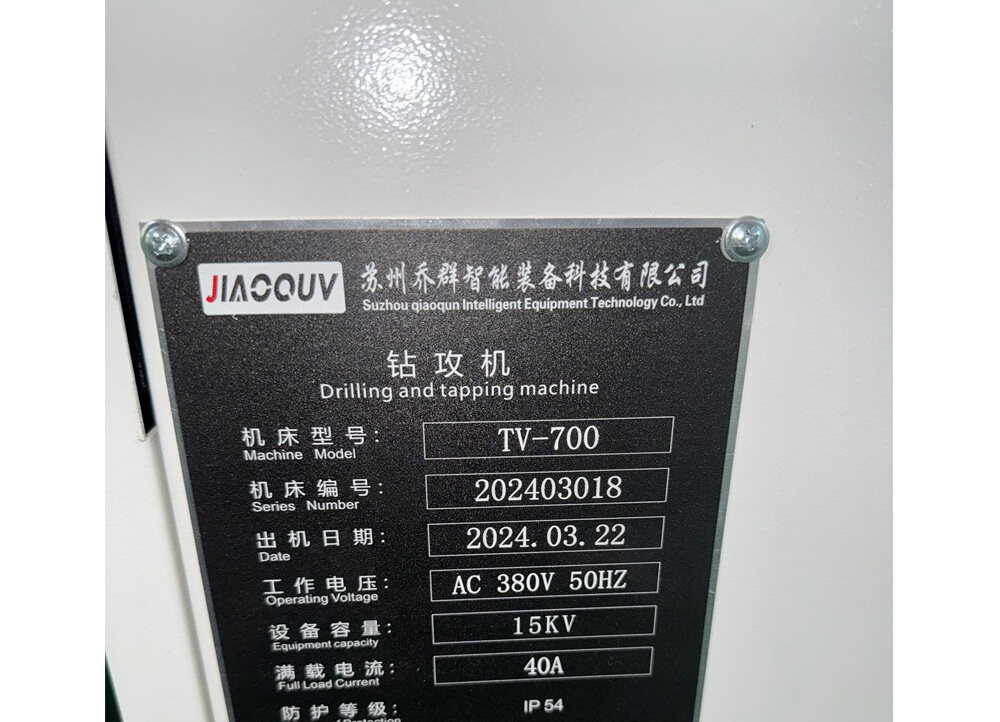 JIAOQUV 苏州乔群智能装备科技有限公司
Suzhou qiaoqun Intelligent Equipment Technology Co., Ltd
钻攻机
Drilling and tapping machine
机床型号: TV-700
Machine Model
机床编号: 202403018
Series Number
出机日期: 2024.03.22
Date
工作电压: AC 380V 50HZ
Operating Voltage
设备容量: 15KV
Equipment capacity
满载电流: 40A
Full Load Current
防护等级: IP54
of Protection